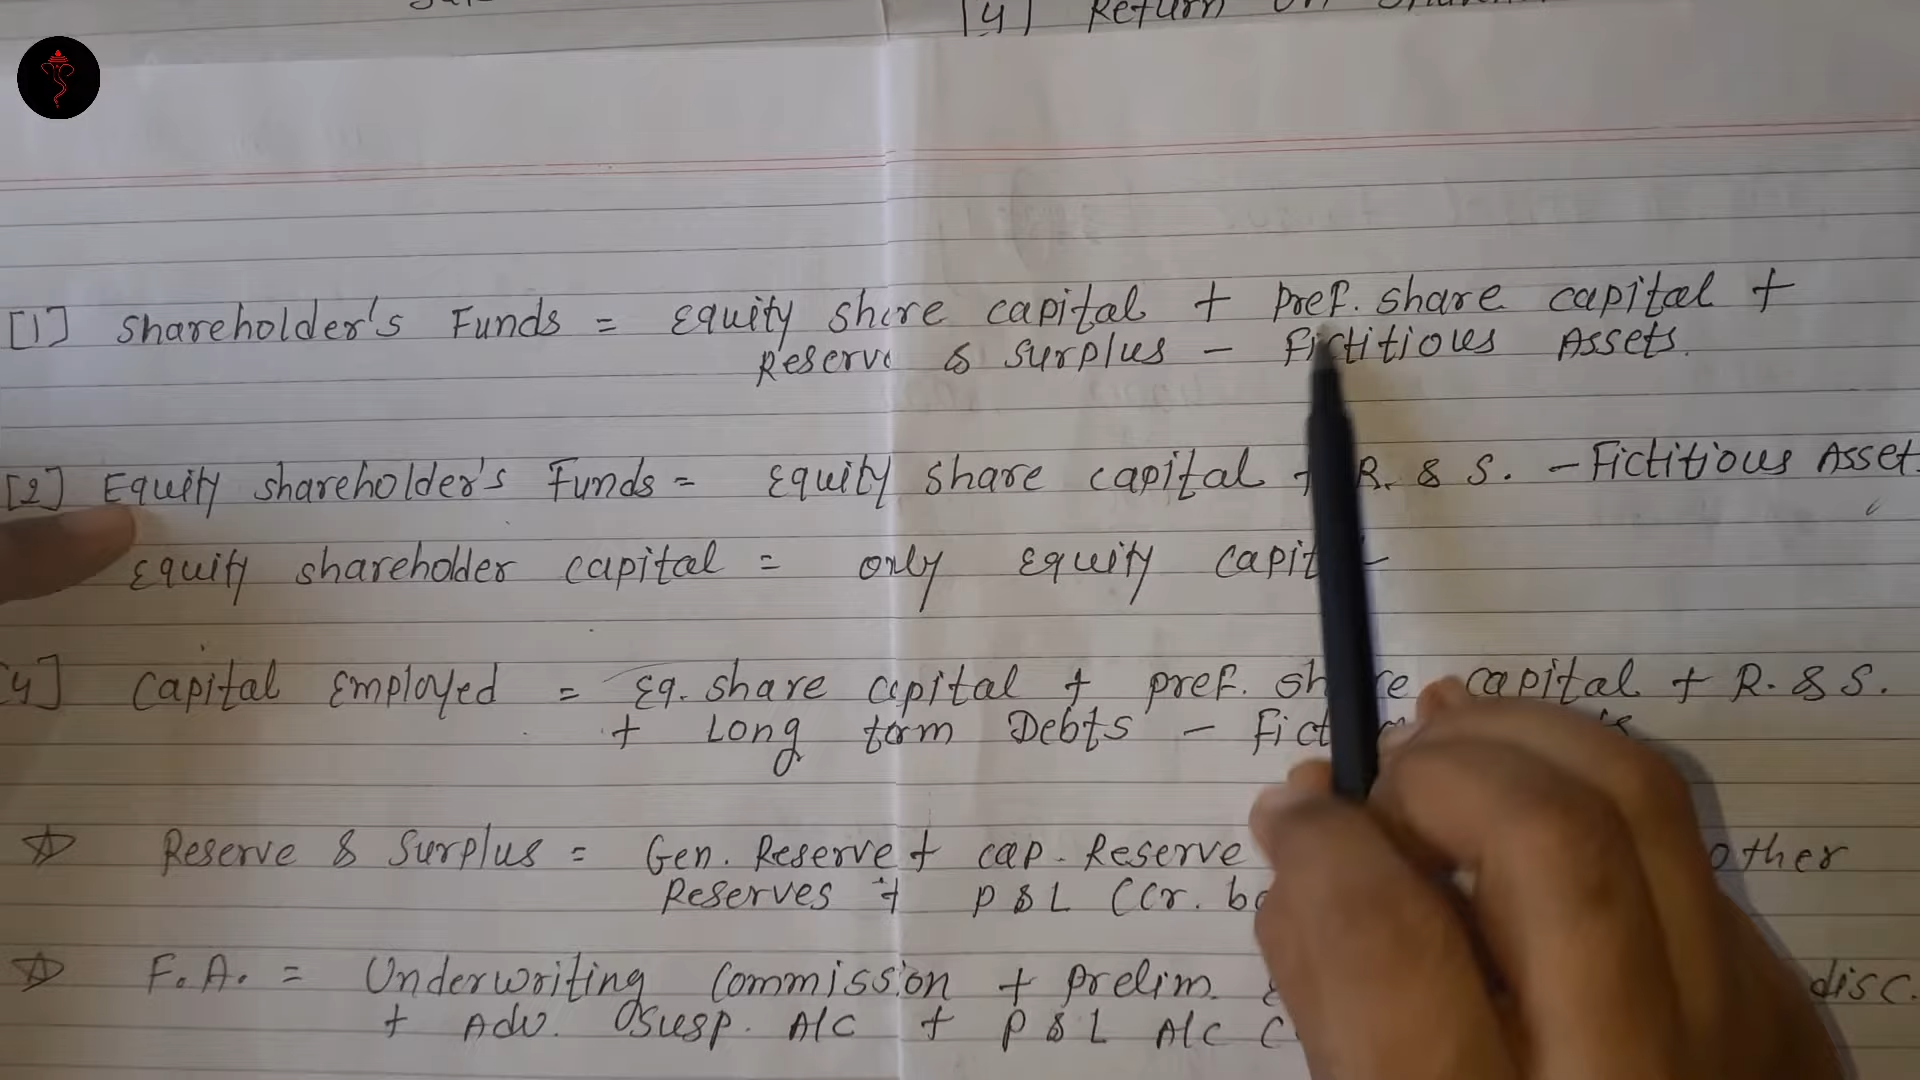 [4] Return on
[1] Shareholder's Funds = Equity share capital + Pref. share capital +
Reserve & Surplus - Fictitious Assets.
[2] Equity shareholder's Funds = Equity share capital + R. & S. - Fictitious Asset
Equity shareholder capital = only equity
4] Capital Employed = Eq. share capital + pref. capital + R. & S.
+ Long term Debts -
☆ Reserve & Surplus = Gen. Reserve + cap. Reserve other
Reserves + P & L (Cr.
☆ F.A. = Underwriting Commission + Prelim. disc.
+ Adv. Susp. A/C + P & L A/C (